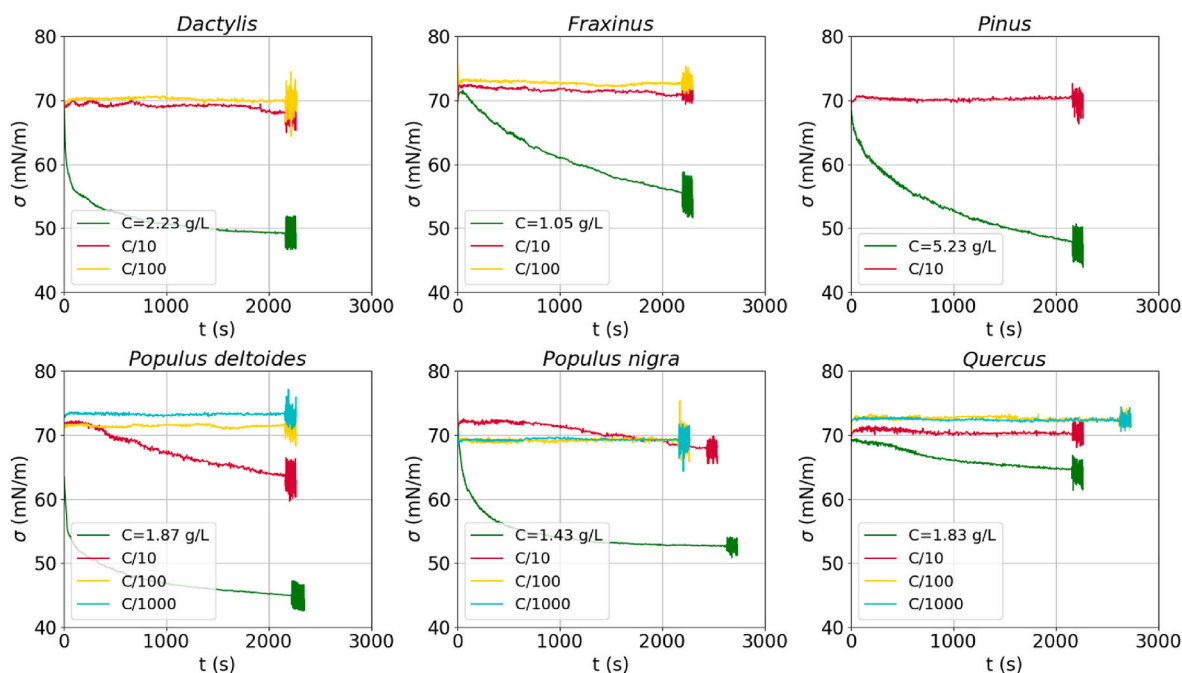 Dactylis
80
70
60
50
40
σ (mN/m)
C=2.23 g/L
C/10
C/100
0 1000 2000 3000
t (s)
Fraxinus
80
70
60
50
40
σ (mN/m)
C=1.05 g/L
C/10
C/100
0 1000 2000 3000
t (s)
Pinus
80
70
60
50
40
σ (mN/m)
C=5.23 g/L
C/10
0 1000 2000 3000
t (s)
Populus deltoides
80
70
60
50
40
σ (mN/m)
C=1.87 g/L
C/10
C/100
C/1000
0 1000 2000 3000
t (s)
Populus nigra
80
70
60
50
40
σ (mN/m)
C=1.43 g/L
C/10
C/100
C/1000
0 1000 2000 3000
t (s)
Quercus
80
70
60
50
40
σ (mN/m)
C=1.83 g/L
C/10
C/100
C/1000
0 1000 2000 3000
t (s)